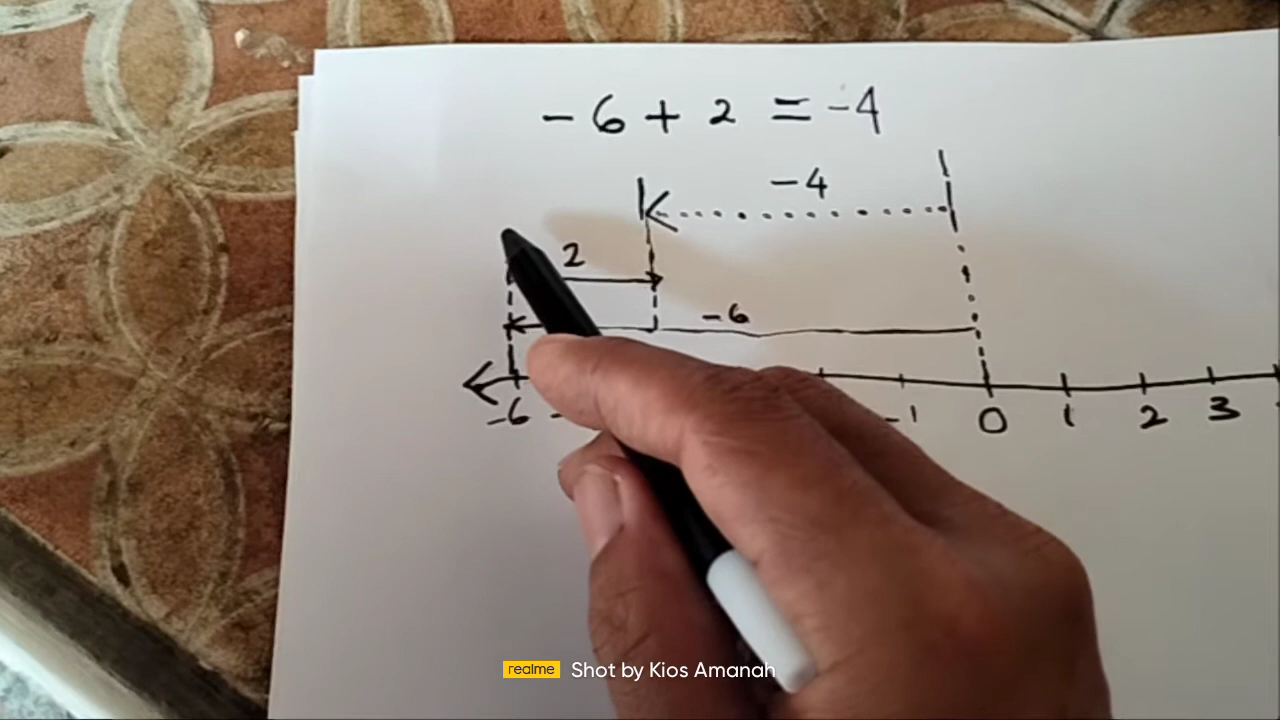 -6 + 2 = -4
-4
2
-6
-6 -1 0 1 2 3
realme Shot by Kios Amanah